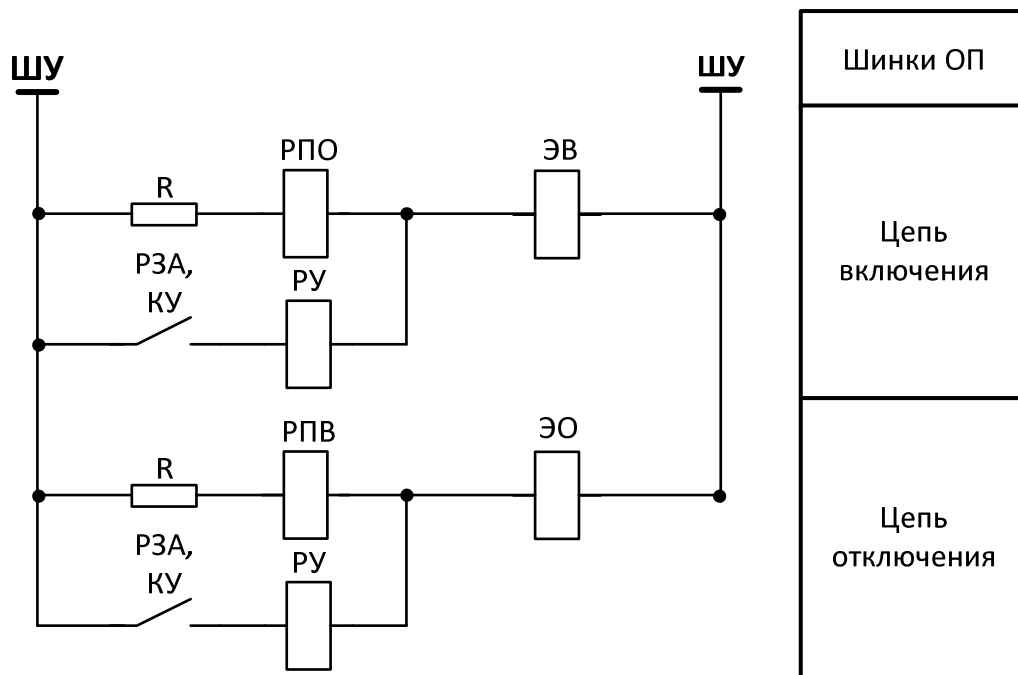 ШУ
ШУ
Шинки ОП
РПО
ЭВ
R
РЗА,
КУ
РУ
Цепь
включения
РПВ
ЭО
R
РЗА,
КУ
РУ
Цепь
отключения